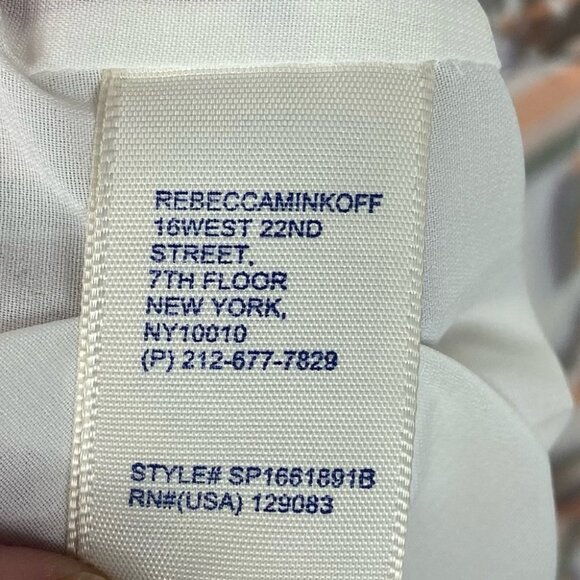 REBECCAMINKOFF
16WEST 22ND
STREET,
7TH FLOOR
NEW YORK,
NY10010
(P) 212-677-7829
STYLE# SP1661891B
RN#(USA) 129083